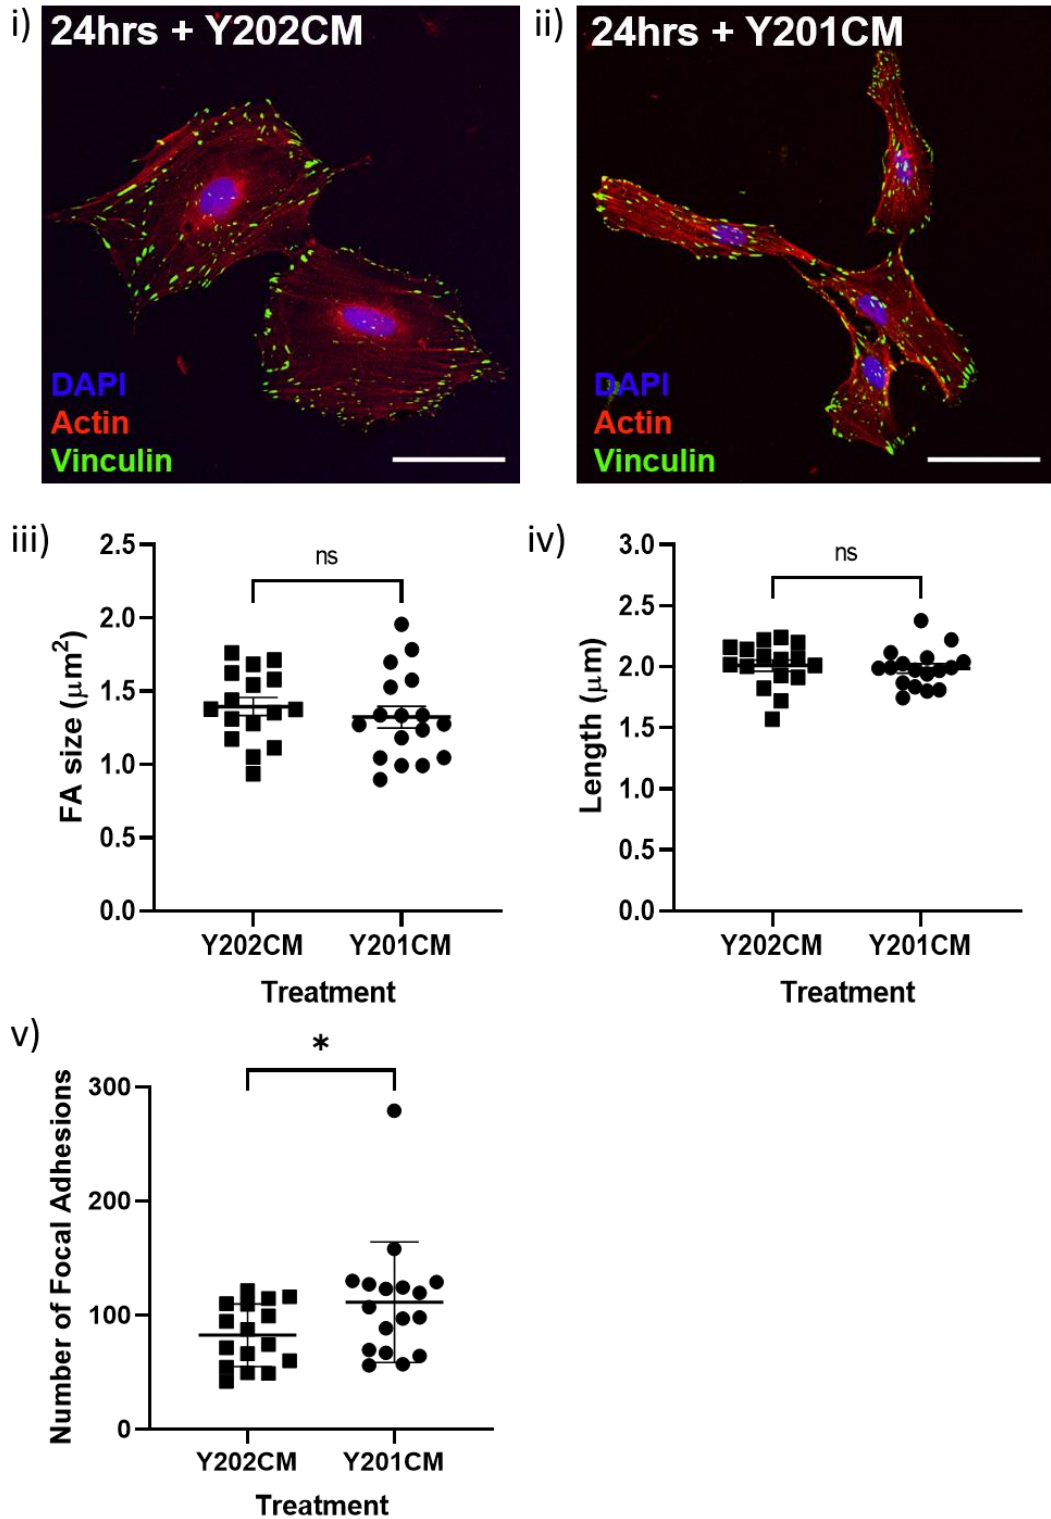 i)
24hrs + Y202CM
DAPI
Actin
Vinculin
ii)
24hrs + Y201CM
DAPI
Actin
Vinculin
iii)
ns
FA size (μm²)
2.5
2.0
1.5
1.0
0.5
0.0
Y202CM
Y201CM
Treatment
iv)
ns
Length (μm)
3.0
2.5
2.0
1.5
1.0
0.5
0.0
Y202CM
Y201CM
Treatment
v)
*
Number of Focal Adhesions
300
200
100
0
Y202CM
Y201CM
Treatment